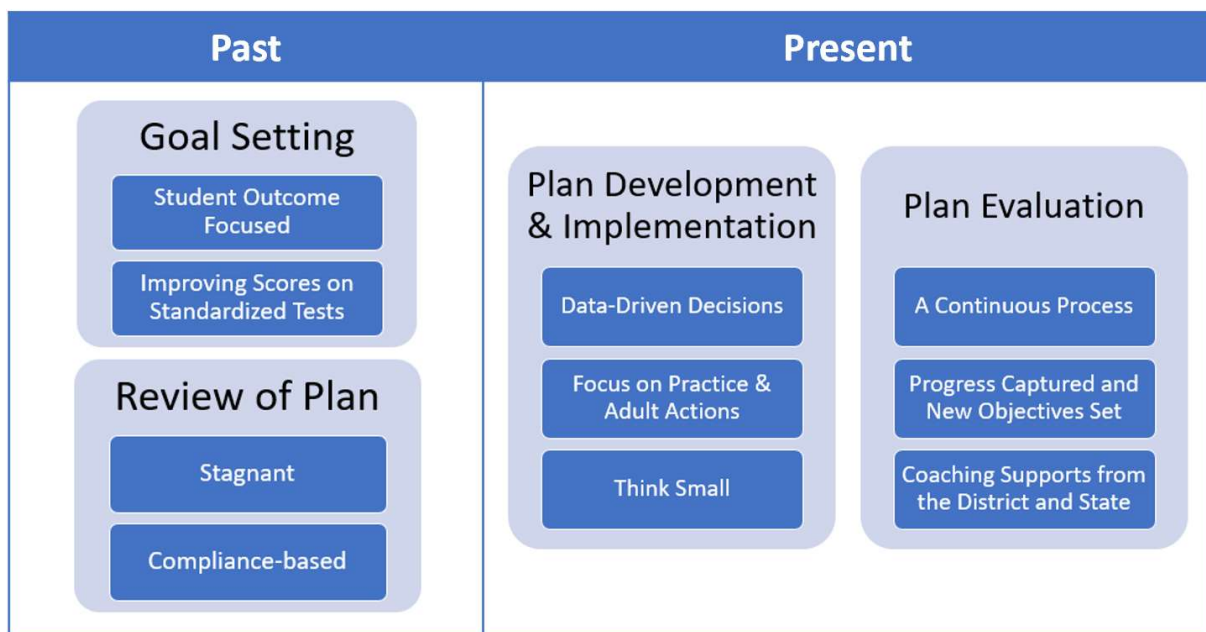 Past
Goal Setting
Student Outcome
Focused
Improving Scores on
Standardized Tests
Review of Plan
Stagnant
Compliance-based
Present
Plan Development
& Implementation
Data-Driven Decisions
Focus on Practice &
Adult Actions
Think Small
Plan Evaluation
A Continuous Process
Progress Captured and
New Objectives Set
Coaching Supports from
the District and State